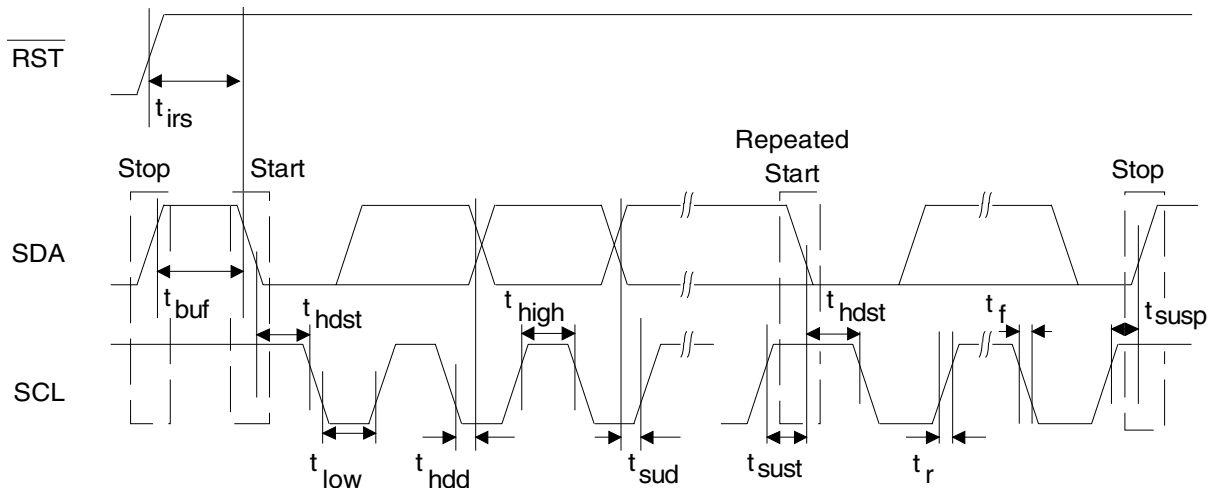 RST
t irs
Repeated
Stop Start Start Stop
SDA
t buf t hdst t high t hdst t f t susp
SCL
t low t hdd t sud t sust t r